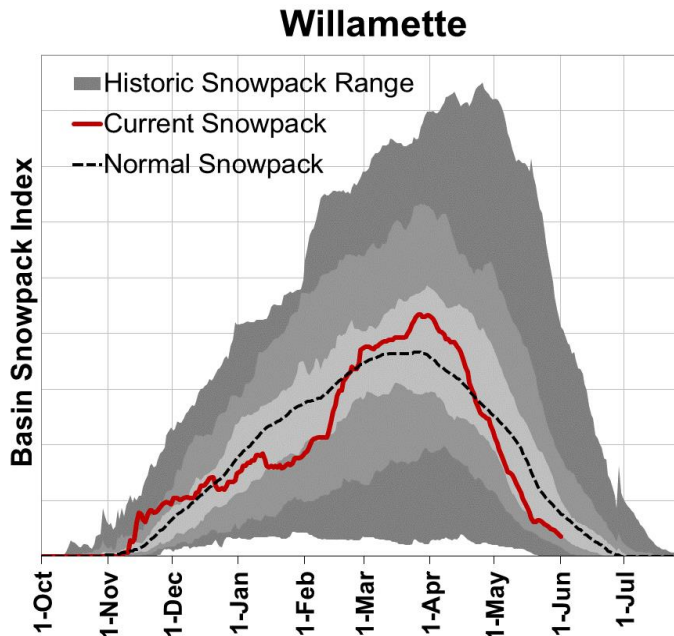 Willamette
Historic Snowpack Range
Current Snowpack
Normal Snowpack
Basin Snowpack Index
1-Oct
1-Nov
1-Dec
1-Jan
1-Feb
1-Mar
1-Apr
1-May
1-Jun
1-Jul